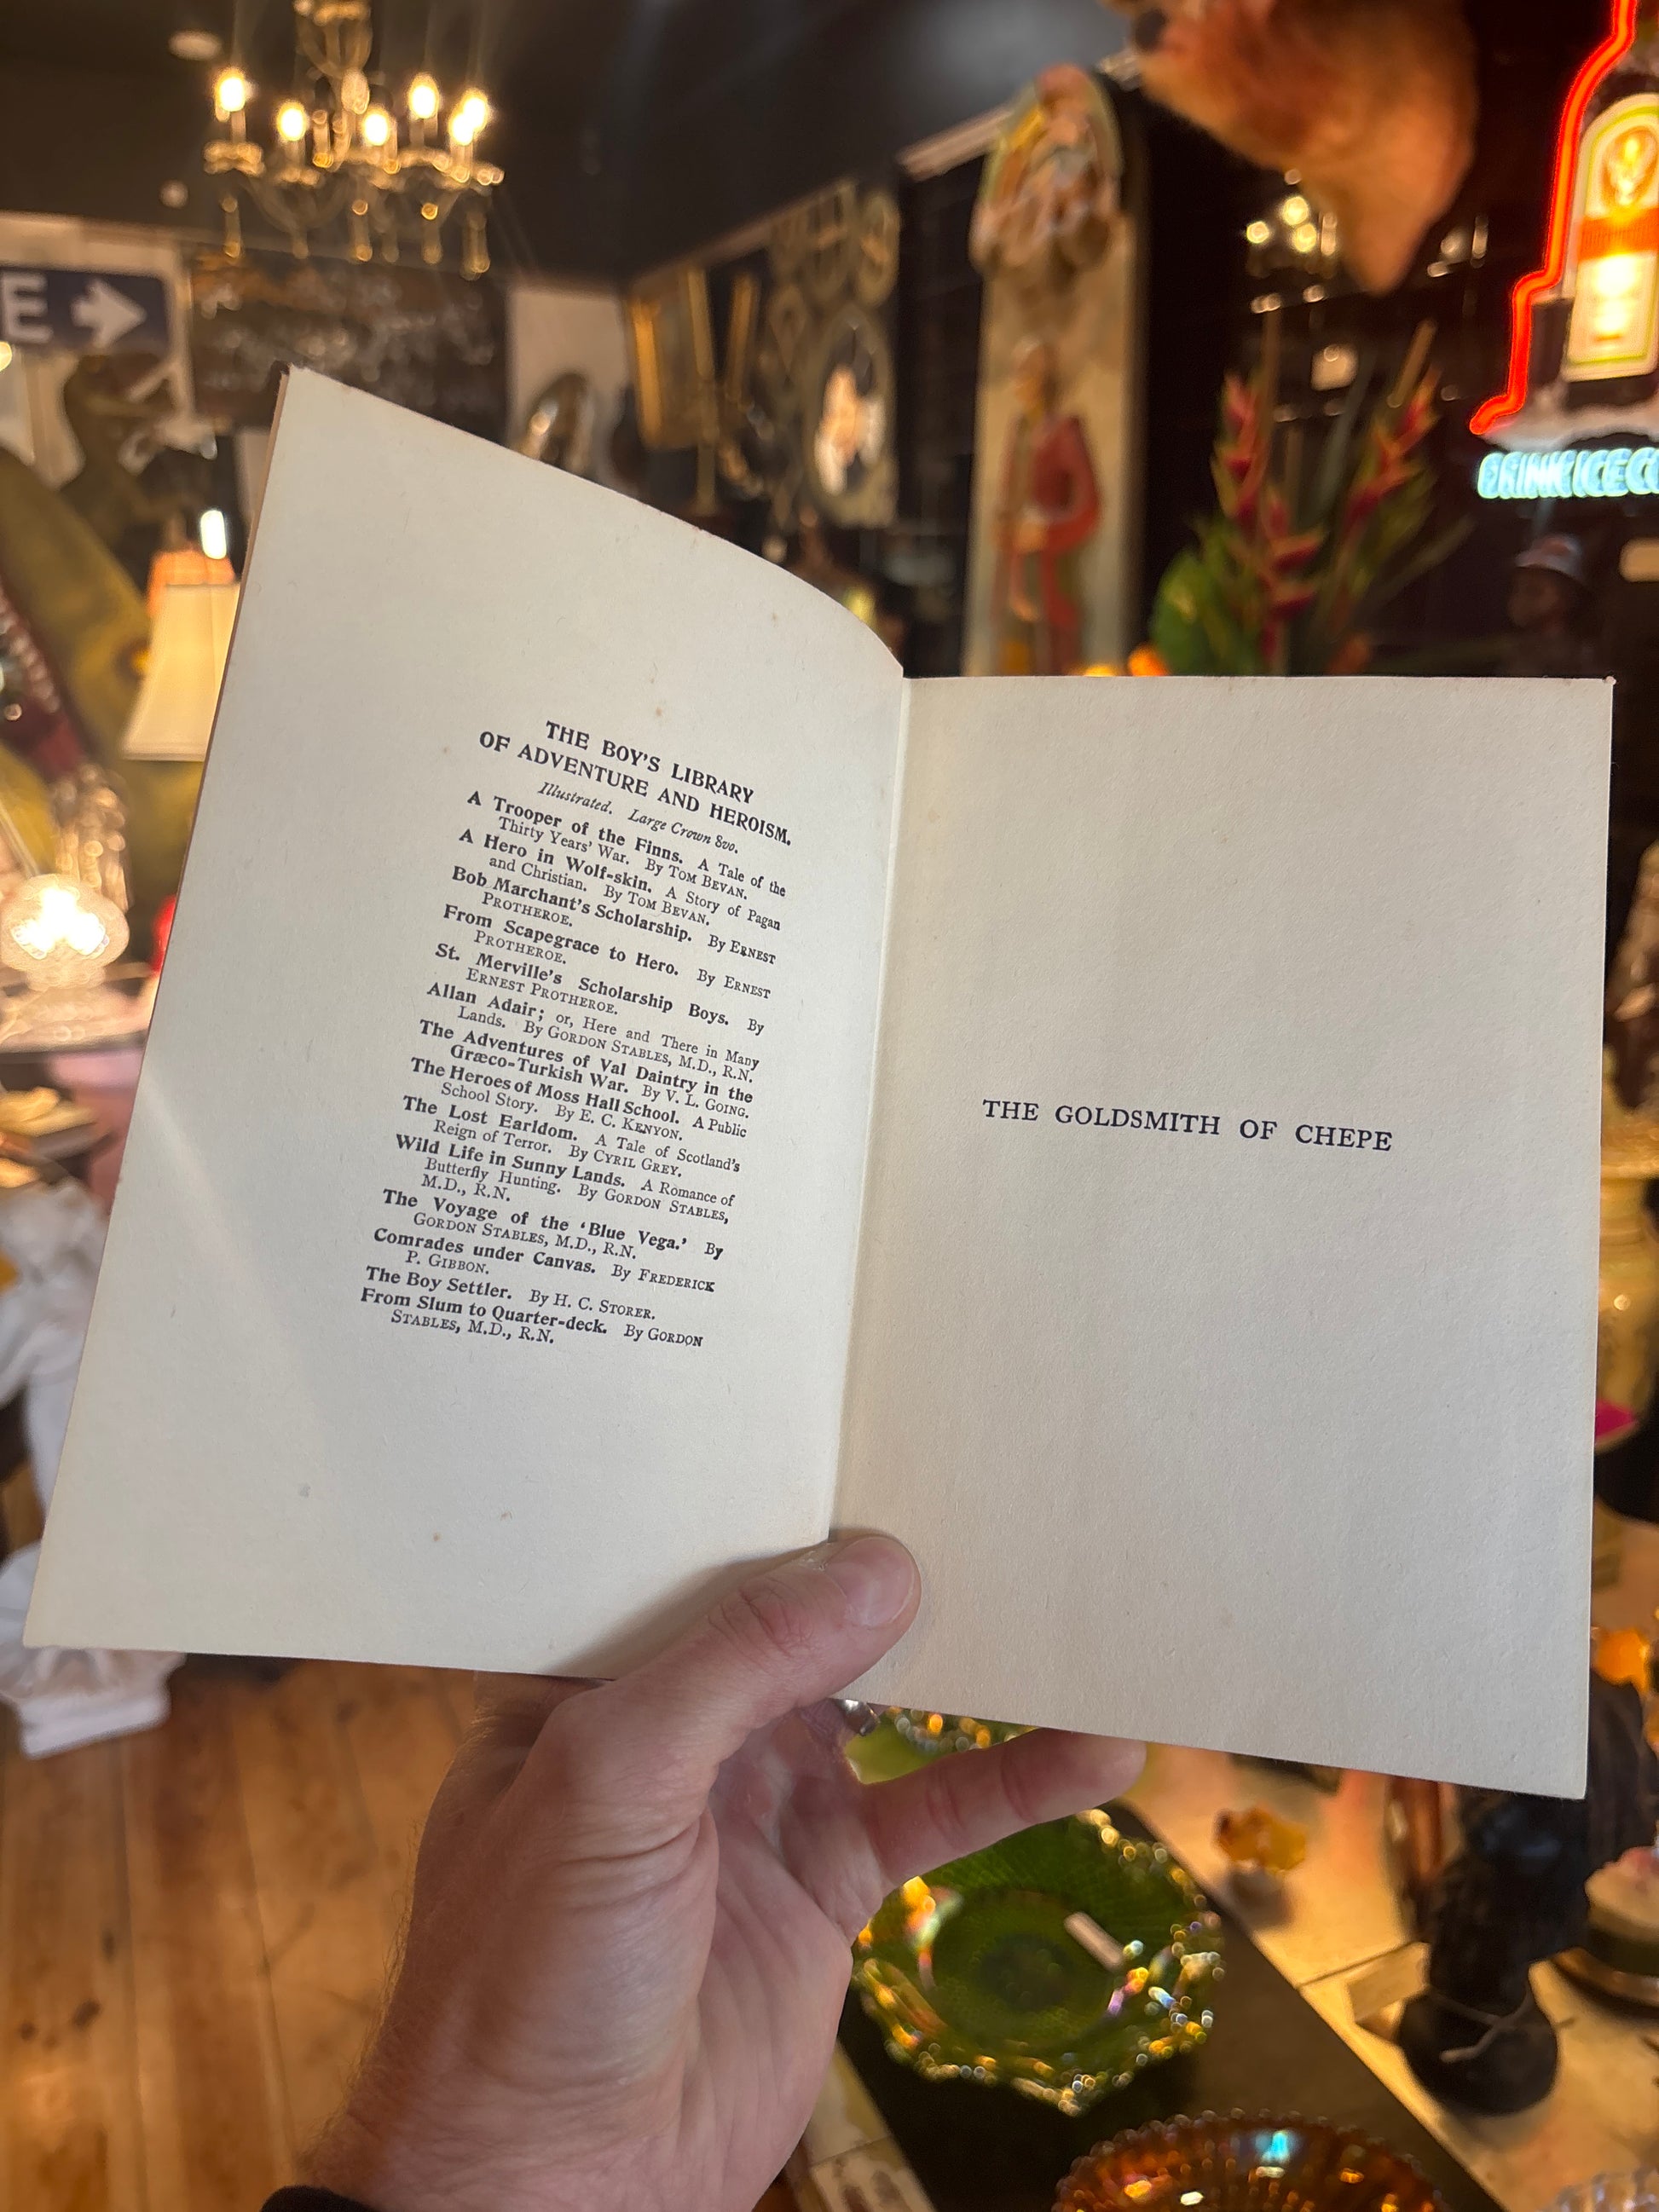 E
THE BOY'S LIBRARY
OF ADVENTURE AND HEROISM.
Illustrated. Large Crown 8vo.
A Trooper of the Finns. A Tale of the
Thirty Years' War. By TOM BEVAN.
A Hero in Wolf-skin. A Story of Pagan
and Christian. By TOM BEVAN.
Bob Marchant's Scholarship. By ERNEST
PROTHEROE.
From Scapegrace to Hero. By ERNEST
PROTHEROE.
St. Merville's Scholarship Boys. By
ERNEST PROTHEROE.
Allan Adair; or, Here and There in Many
Lands. By GORDON STABLES, M.D., R.N.
The Adventures of Val Daintry in the
Græco-Turkish War. By V. L. GOING.
The Heroes of Moss Hall School. A Public
School Story. By E. C. KENYON.
The Lost Earldom. A Tale of Scotland's
Reign of Terror. By CYRIL GREY.
Wild Life in Sunny Lands. A Romance of
Butterfly Hunting. By GORDON STABLES,
M.D., R.N.
The Voyage of the 'Blue Vega.' By
GORDON STABLES, M.D., R.N.
Comrades under Canvas. By FREDERICK
P. GIBBON.
The Boy Settler. By H. C. STORER.
From Slum to Quarter-deck. By GORDON
STABLES, M.D., R.N.
THE GOLDSMITH OF CHEPE
DRINK ICE C